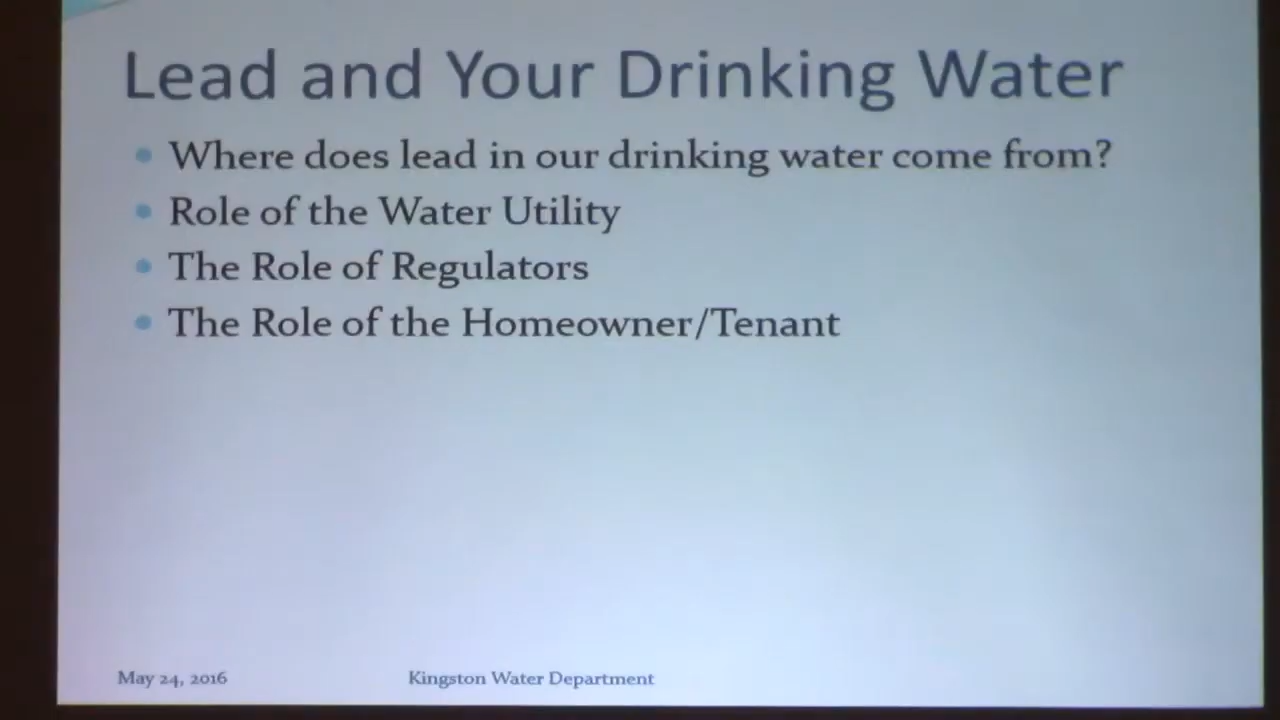 Lead and Your Drinking Water
Where does lead in our drinking water come from?
Role of the Water Utility
The Role of Regulators
The Role of the Homeowner/Tenant
May 24, 2016
Kingston Water Department